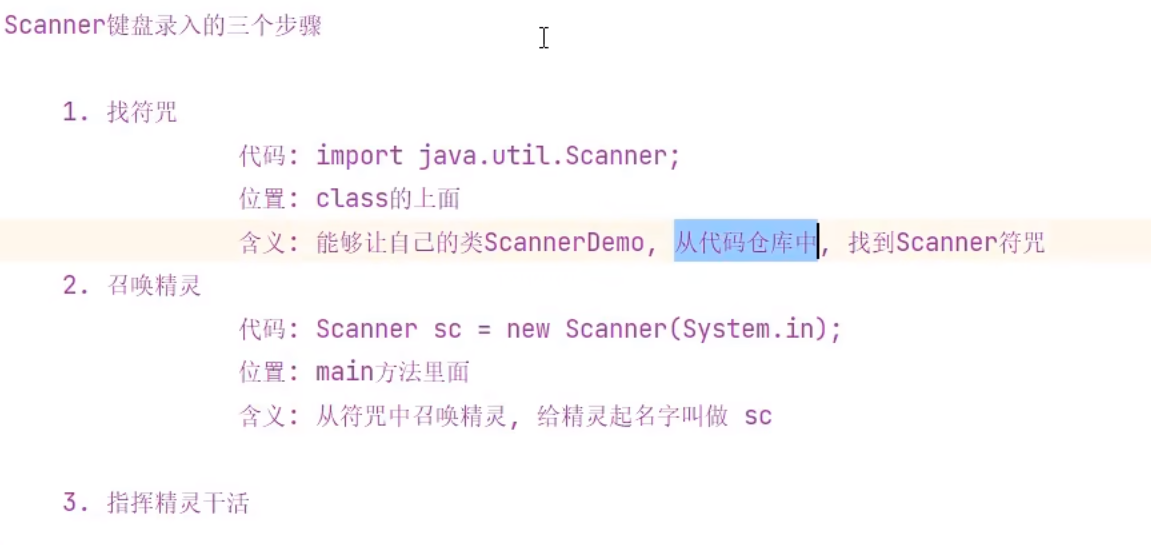 Scanner键盘录入的三个步骤
1. 找符咒
代码: import java.util.Scanner;
位置: class的上面
含义: 能够让自己的类ScannerDemo, 从代码仓库中, 找到Scanner符咒
2. 召唤精灵
代码: Scanner sc = new Scanner(System.in);
位置: main方法里面
含义: 从符咒中召唤精灵, 给精灵起名字叫做 sc
3. 指挥精灵干活